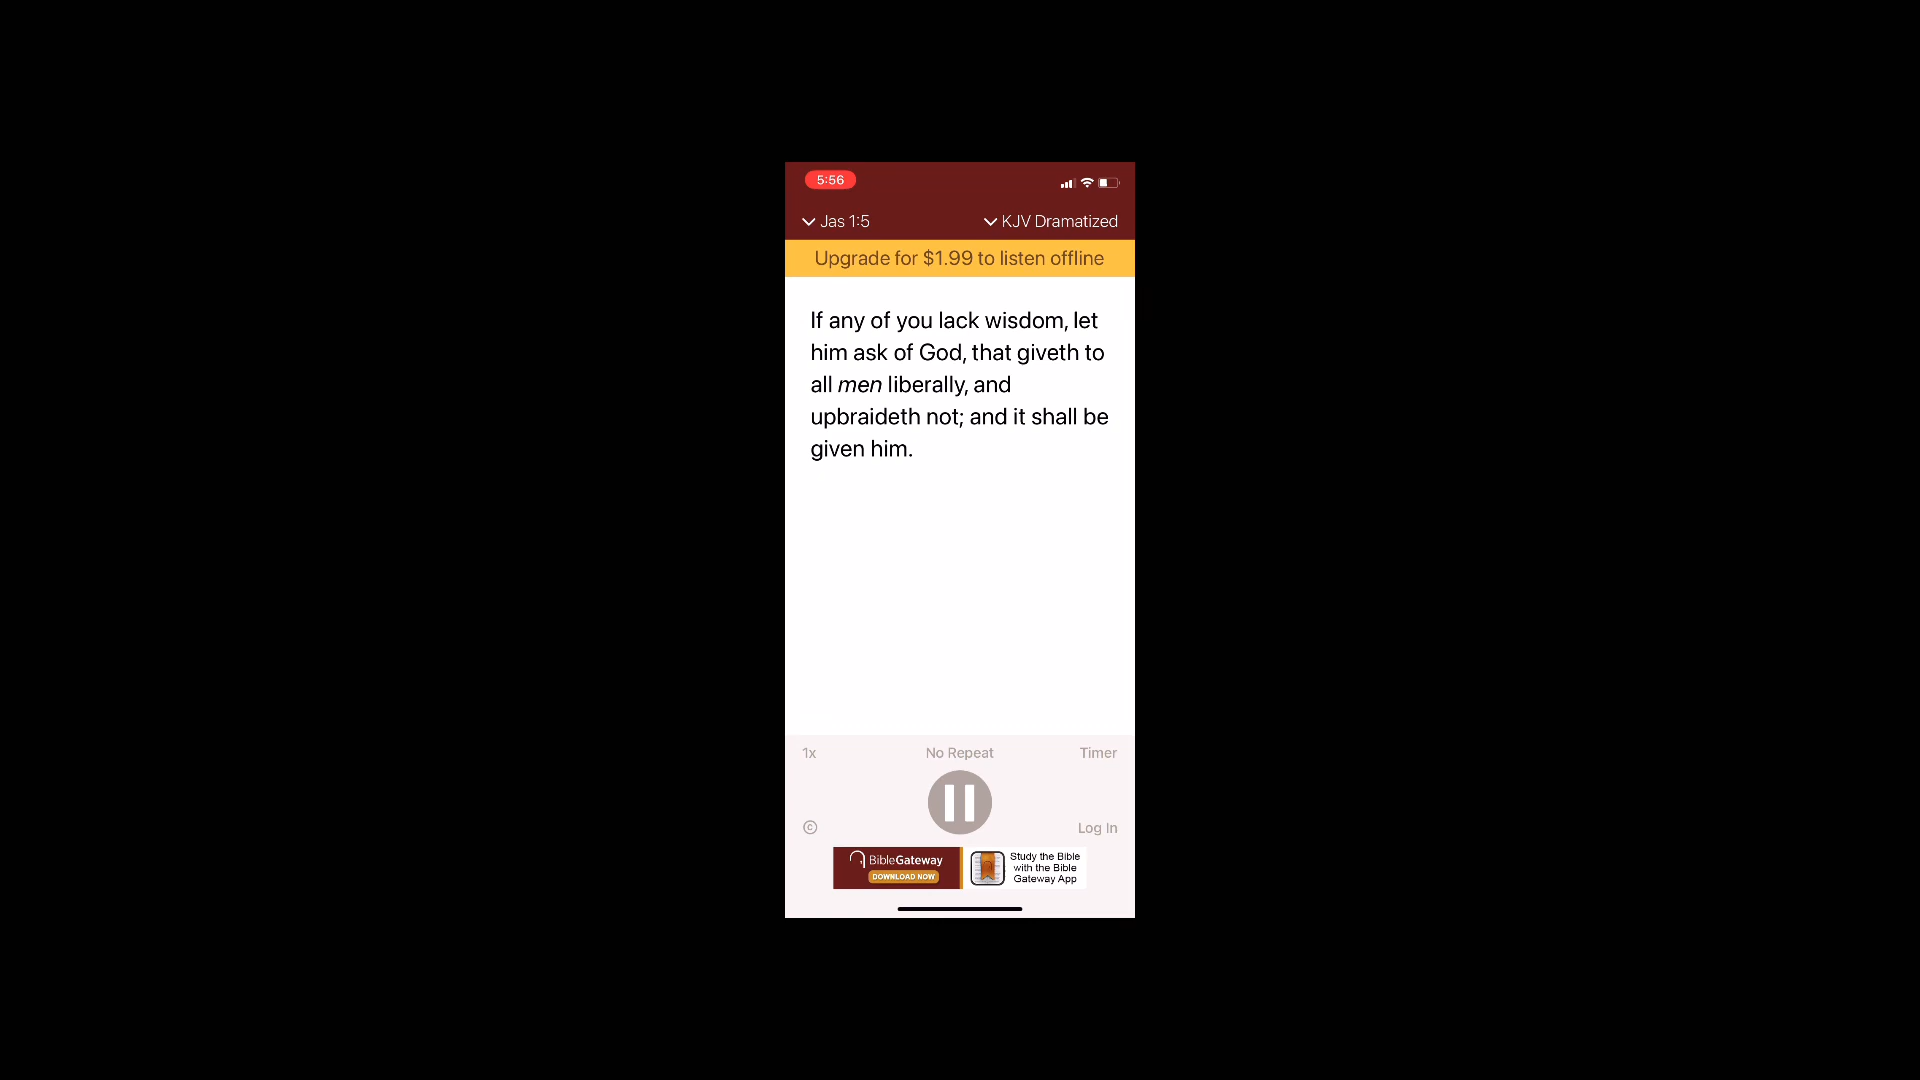 5:56
Jas 1:5 KJV Dramatized
Upgrade for $1.99 to listen offline
If any of you lack wisdom, let
him ask of God, that giveth to
all men liberally, and
upbraideth not; and it shall be
given him.
1x No Repeat Timer
© Log In
BibleGateway
DOWNLOAD NOW
Study the Bible
with the Bible
Gateway App